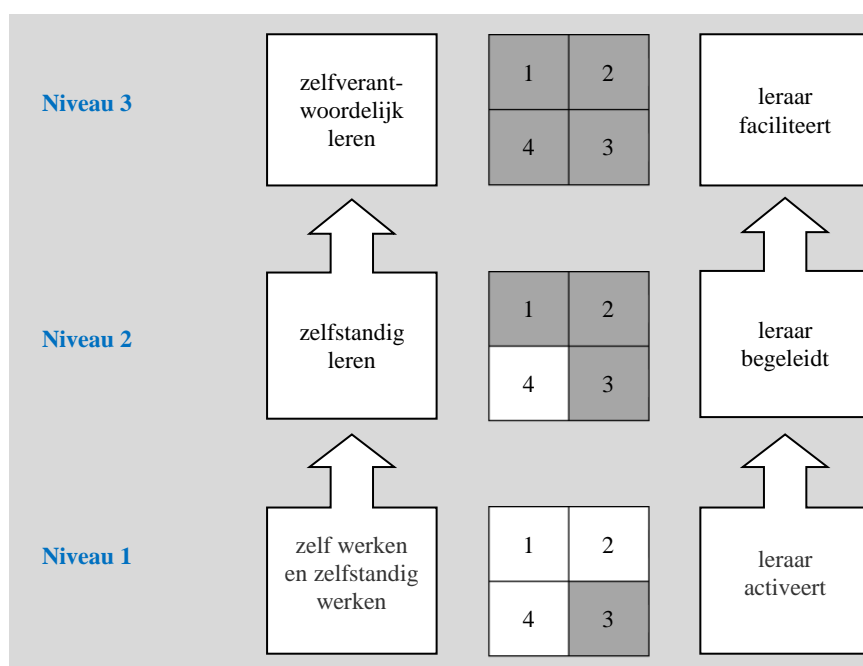 Niveau 3
zelfverant-
woordelijk
leren
1 2
4 3
leraar
faciliteert
Niveau 2
zelfstandig
leren
1 2
4 3
leraar
begeleidt
Niveau 1
zelf werken
en zelfstandig
werken
1 2
4 3
leraar
activeert